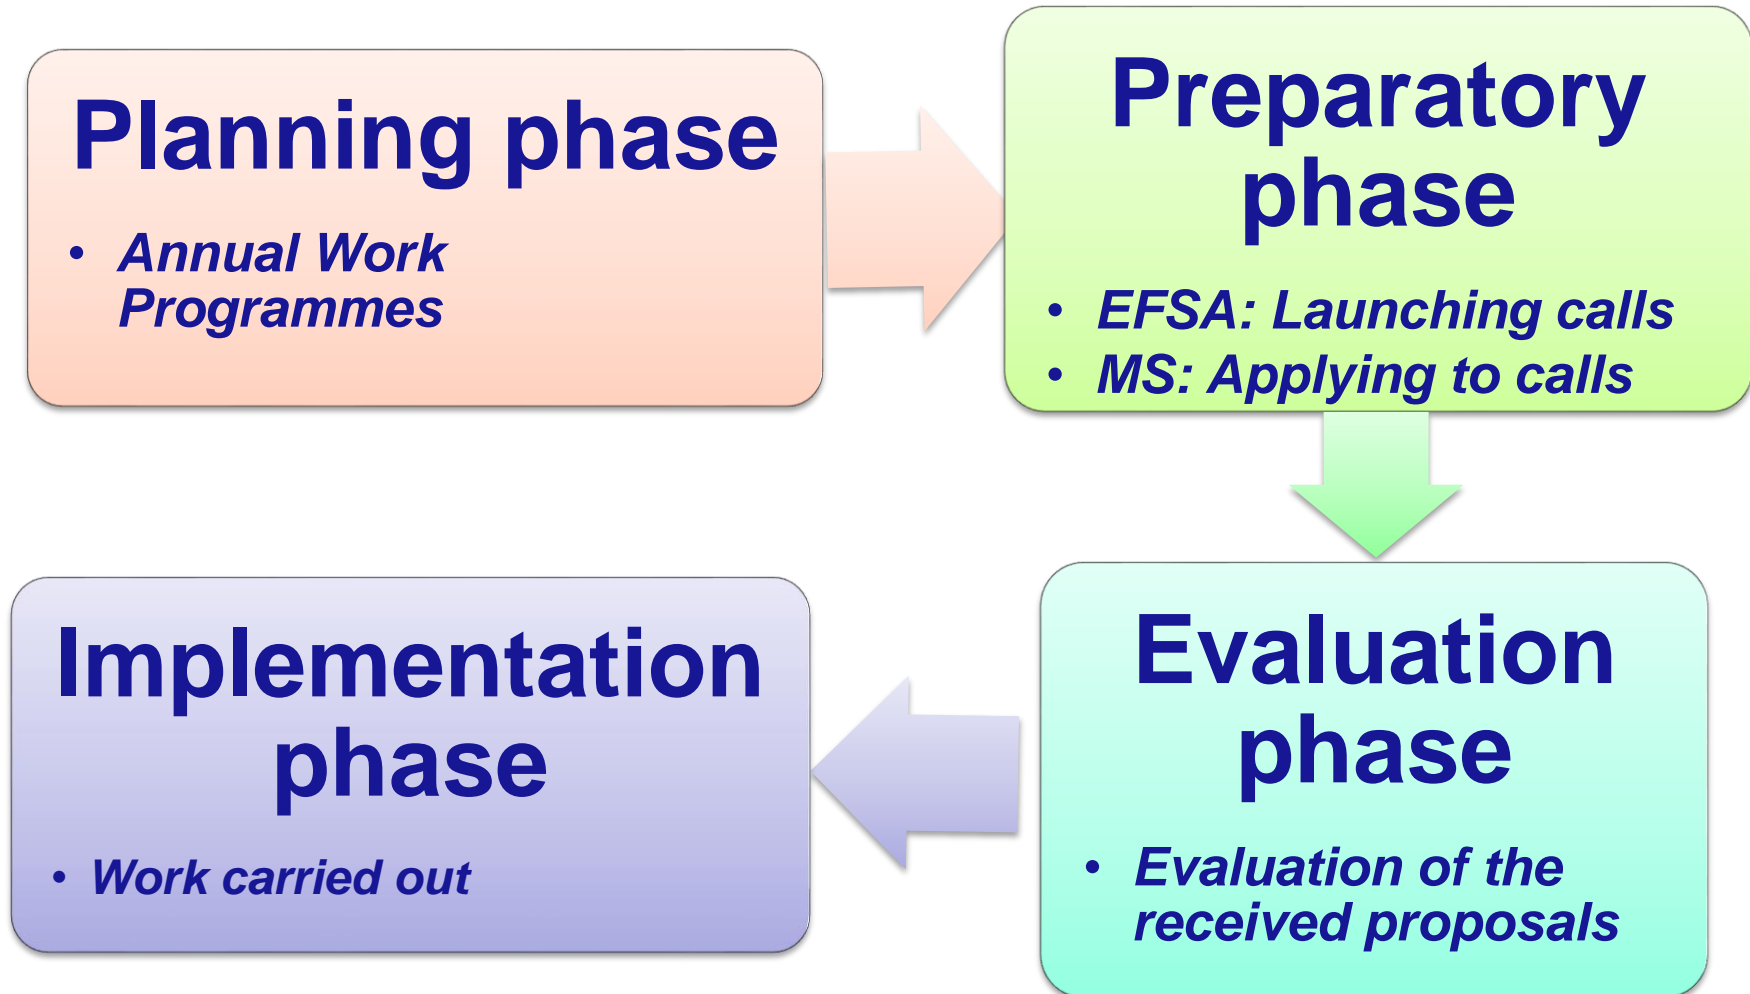 Planning phase
• Annual Work
Programmes
Preparatory
phase
• EFSA: Launching calls
• MS: Applying to calls
Evaluation
phase
• Evaluation of the
received proposals
Implementation
phase
• Work carried out